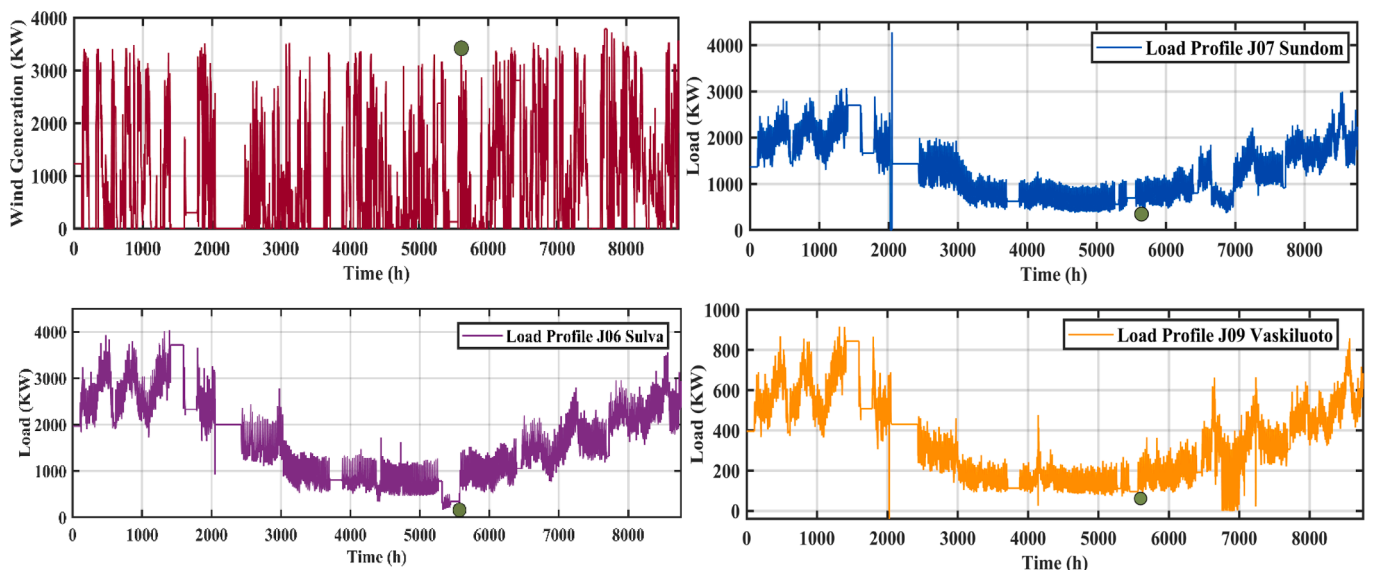 Wind Generation (KW)
4000
3000
2000
1000
0
0 1000 2000 3000 4000 5000 6000 7000 8000
Time (h)
Load (KW)
4000
3000
2000
1000
0
Load Profile J07 Sundom
0 1000 2000 3000 4000 5000 6000 7000 8000
Time (h)
Load (KW)
4000
3000
2000
1000
0
Load Profile J06 Sulva
0 1000 2000 3000 4000 5000 6000 7000 8000
Time (h)
Load (KW)
1000
800
600
400
200
0
Load Profile J09 Vaskiluoto
0 1000 2000 3000 4000 5000 6000 7000 8000
Time (h)